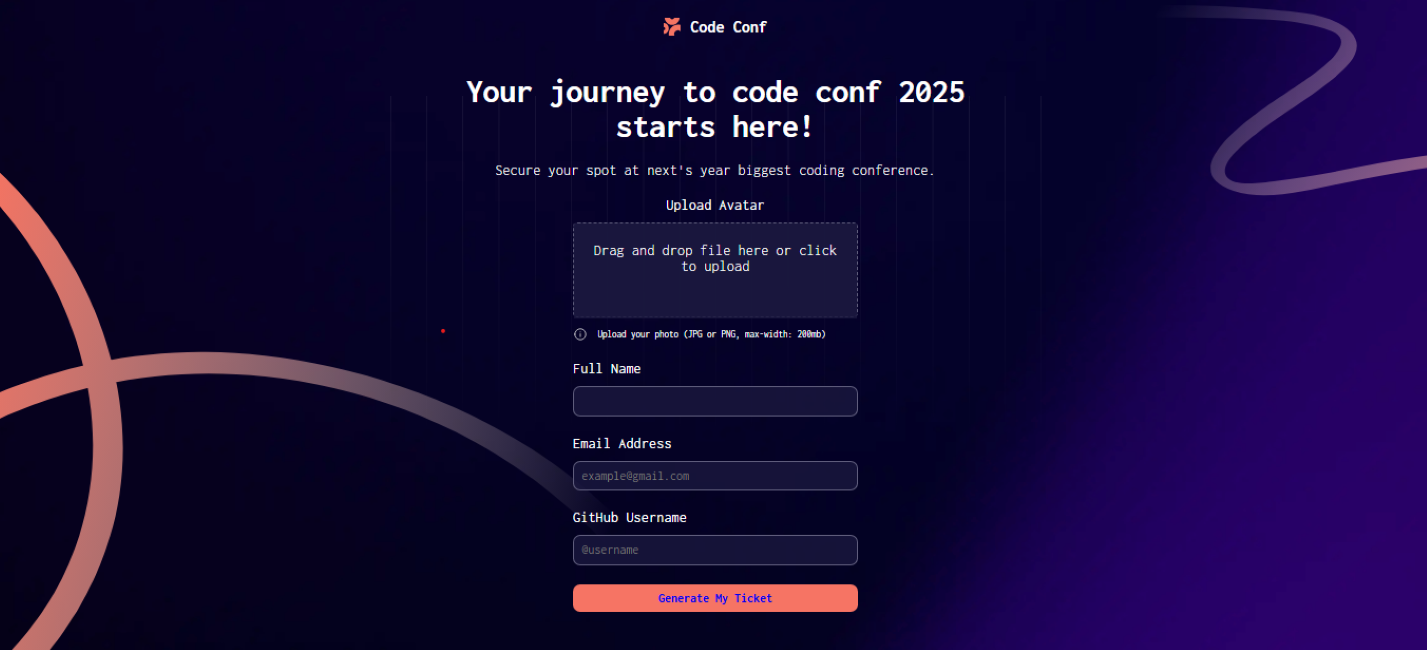 Code Conf
Your journey to code conf 2025
starts here!
Secure your spot at next's year biggest coding conference.
Upload Avatar
Drag and drop file here or click
to upload
Upload your photo (JPG or PNG, max-width: 200mb)
Full Name
Email Address
example@gmail.com
GitHub Username
@username
Generate My Ticket